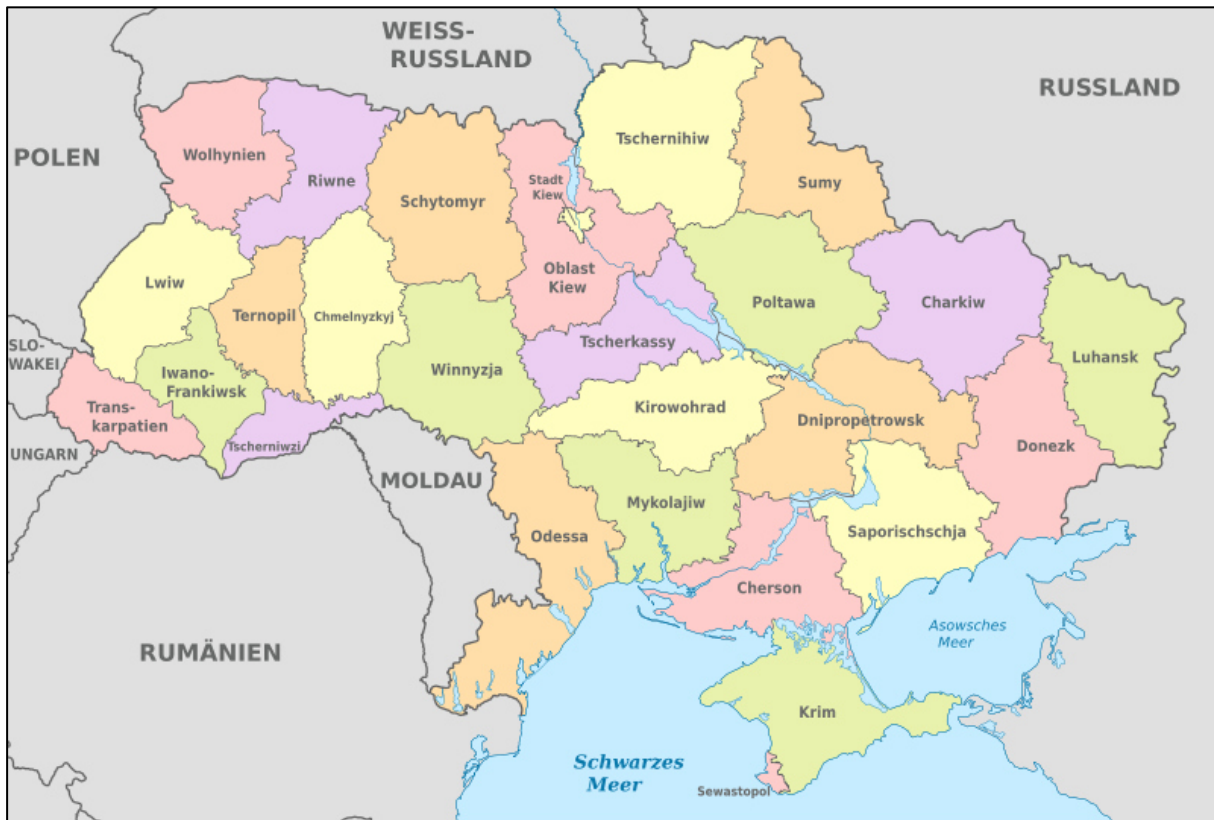 WEISS-
RUSSLAND
RUSSLAND
POLEN
Wolhynien
Riwne
Schytomyr
Stadt
Kiew
Tschernihiw
Sumy
Lwiw
Ternopil
Chmelnyzkyj
Oblast
Kiew
Poltawa
Charkiw
Luhansk
SLO-
WAKEI
Iwano-
Frankiwsk
Winnyzja
Tscherkassy
Trans-
karpatien
Kirowohrad
Dnipropetrowsk
Donezk
UNGARN
Tscherniwzi
MOLDAU
Mykolajiw
Odessa
Saporischschja
Cherson
RUMÄNIEN
Asowsches
Meer
Krim
Schwarzes
Meer
Sewastopol